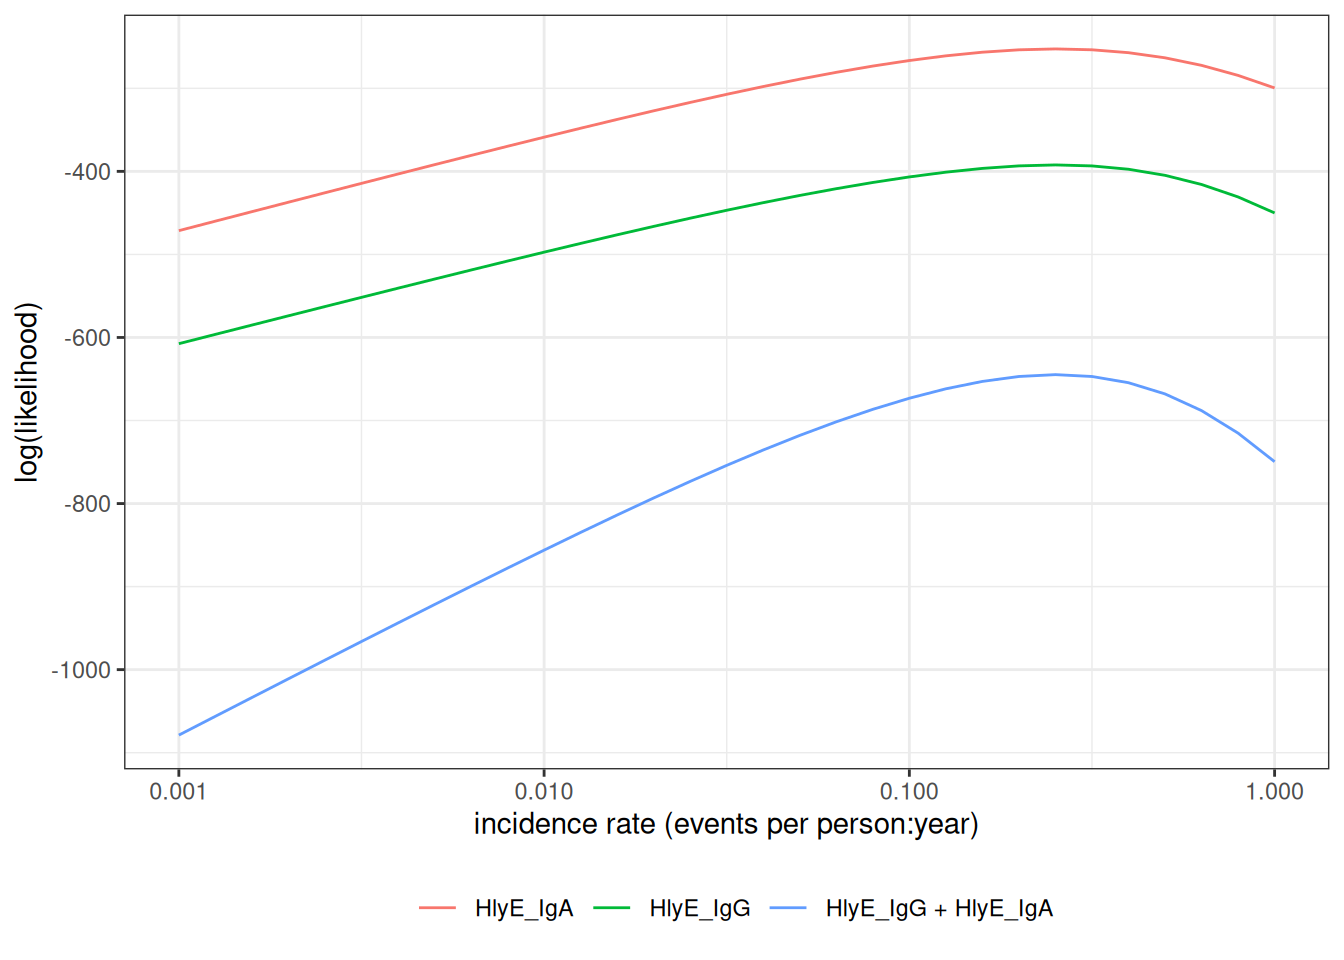 log(likelihood)
-400
-600
-800
-1000
0.001 0.010 0.100 1.000
incidence rate (events per person:year)
HlyE_IgA HlyE_IgG HlyE_IgG + HlyE_IgA